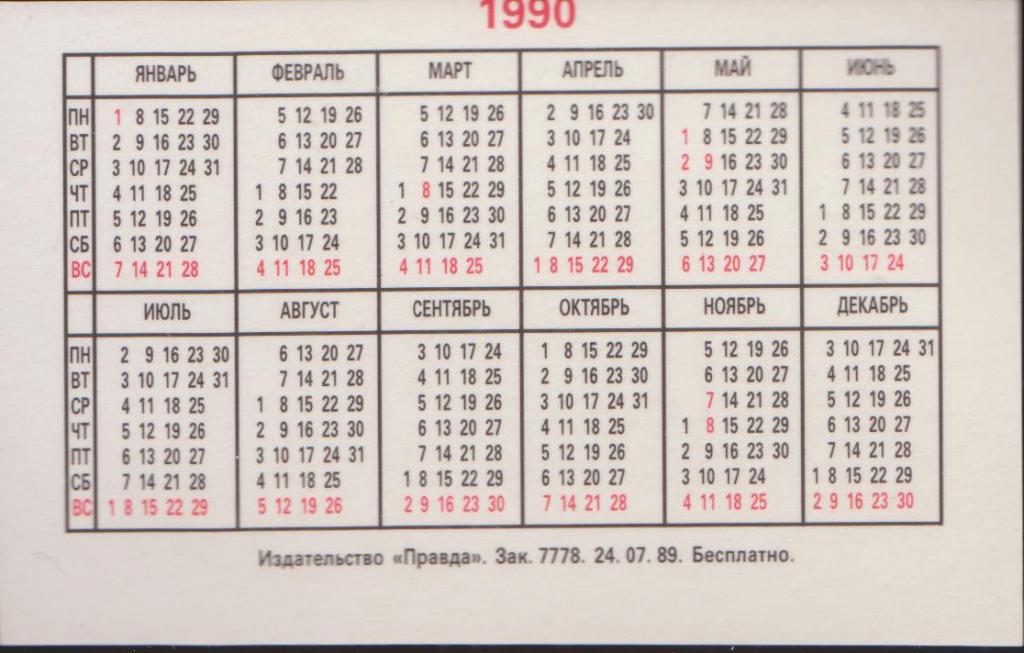 1990
ЯНВАРЬ ФЕВРАЛЬ МАРТ АПРЕЛЬ МАЙ ИЮНЬ
ПН 1 8 15 22 29 5 12 19 26 5 12 19 26 2 9 16 23 30 7 14 21 28 4 11 18 25
ВТ 2 9 16 23 30 6 13 20 27 6 13 20 27 3 10 17 24 1 8 15 22 29 5 12 19 26
СР 3 10 17 24 31 7 14 21 28 7 14 21 28 4 11 18 25 2 9 16 23 30 6 13 20 27
ЧТ 4 11 18 25 1 8 15 22 1 8 15 22 29 5 12 19 26 3 10 17 24 31 7 14 21 28
ПТ 5 12 19 26 2 9 16 23 2 9 16 23 30 6 13 20 27 4 11 18 25 1 8 15 22 29
СБ 6 13 20 27 3 10 17 24 3 10 17 24 31 7 14 21 28 5 12 19 26 2 9 16 23 30
ВС 7 14 21 28 4 11 18 25 4 11 18 25 1 8 15 22 29 6 13 20 27 3 10 17 24
ИЮЛЬ АВГУСТ СЕНТЯБРЬ ОКТЯБРЬ НОЯБРЬ ДЕКАБРЬ
ПН 2 9 16 23 30 6 13 20 27 3 10 17 24 1 8 15 22 29 5 12 19 26 3 10 17 24 31
ВТ 3 10 17 24 31 7 14 21 28 4 11 18 25 2 9 16 23 30 6 13 20 27 4 11 18 25
СР 4 11 18 25 1 8 15 22 29 5 12 19 26 3 10 17 24 31 7 14 21 28 5 12 19 26
ЧТ 5 12 19 26 2 9 16 23 30 6 13 20 27 4 11 18 25 1 8 15 22 29 6 13 20 27
ПТ 6 13 20 27 3 10 17 24 31 7 14 21 28 5 12 19 26 2 9 16 23 30 7 14 21 28
СБ 7 14 21 28 4 11 18 25 1 8 15 22 29 6 13 20 27 3 10 17 24 1 8 15 22 29
ВС 1 8 15 22 29 5 12 19 26 2 9 16 23 30 7 14 21 28 4 11 18 25 2 9 16 23 30
Издательство «Правда». Зак. 7778. 24. 07. 89. Бесплатно.